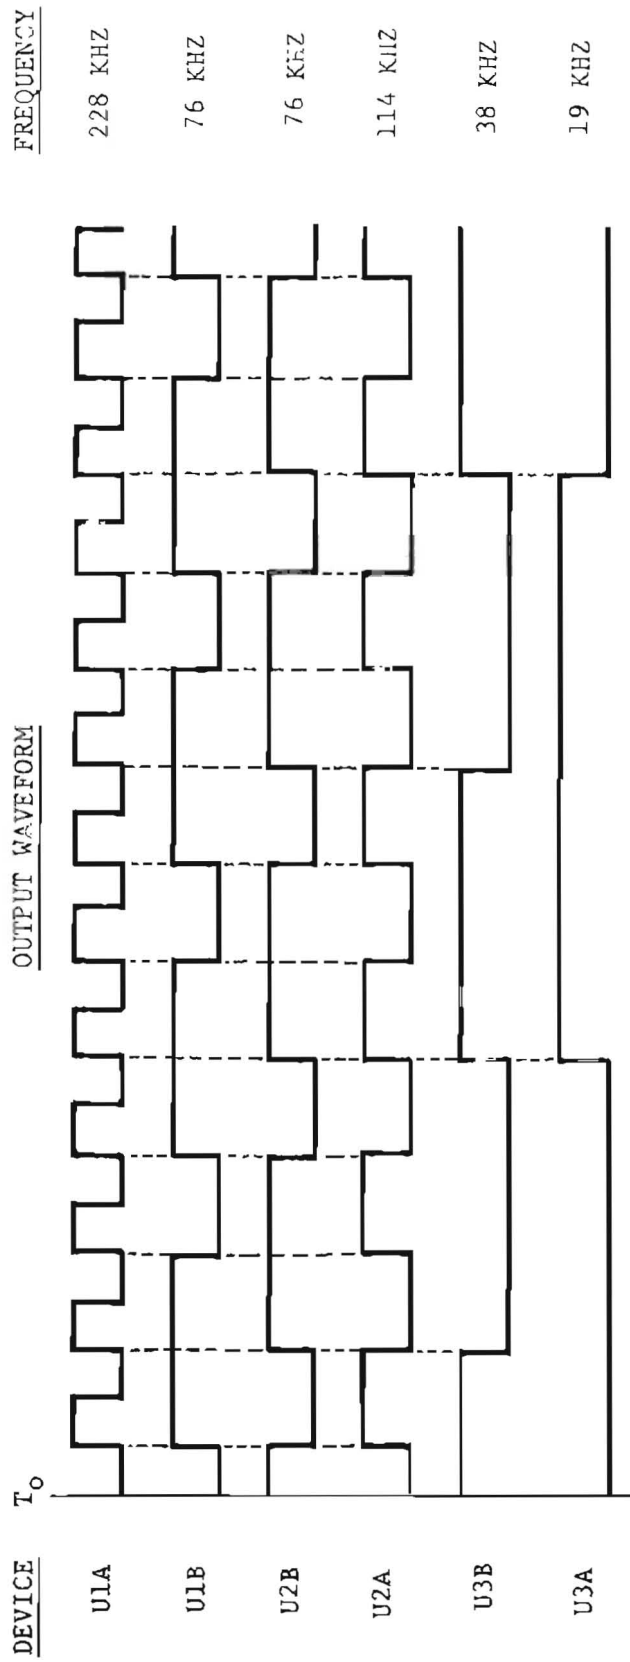 DEVICE OUTPUT WAVEFORM FREQUENCY
To
U1A 228 KHZ
U1B 76 KHZ
U2B 76 KHZ
U2A 114 KHZ
U3B 38 KHZ
U3A 19 KHZ